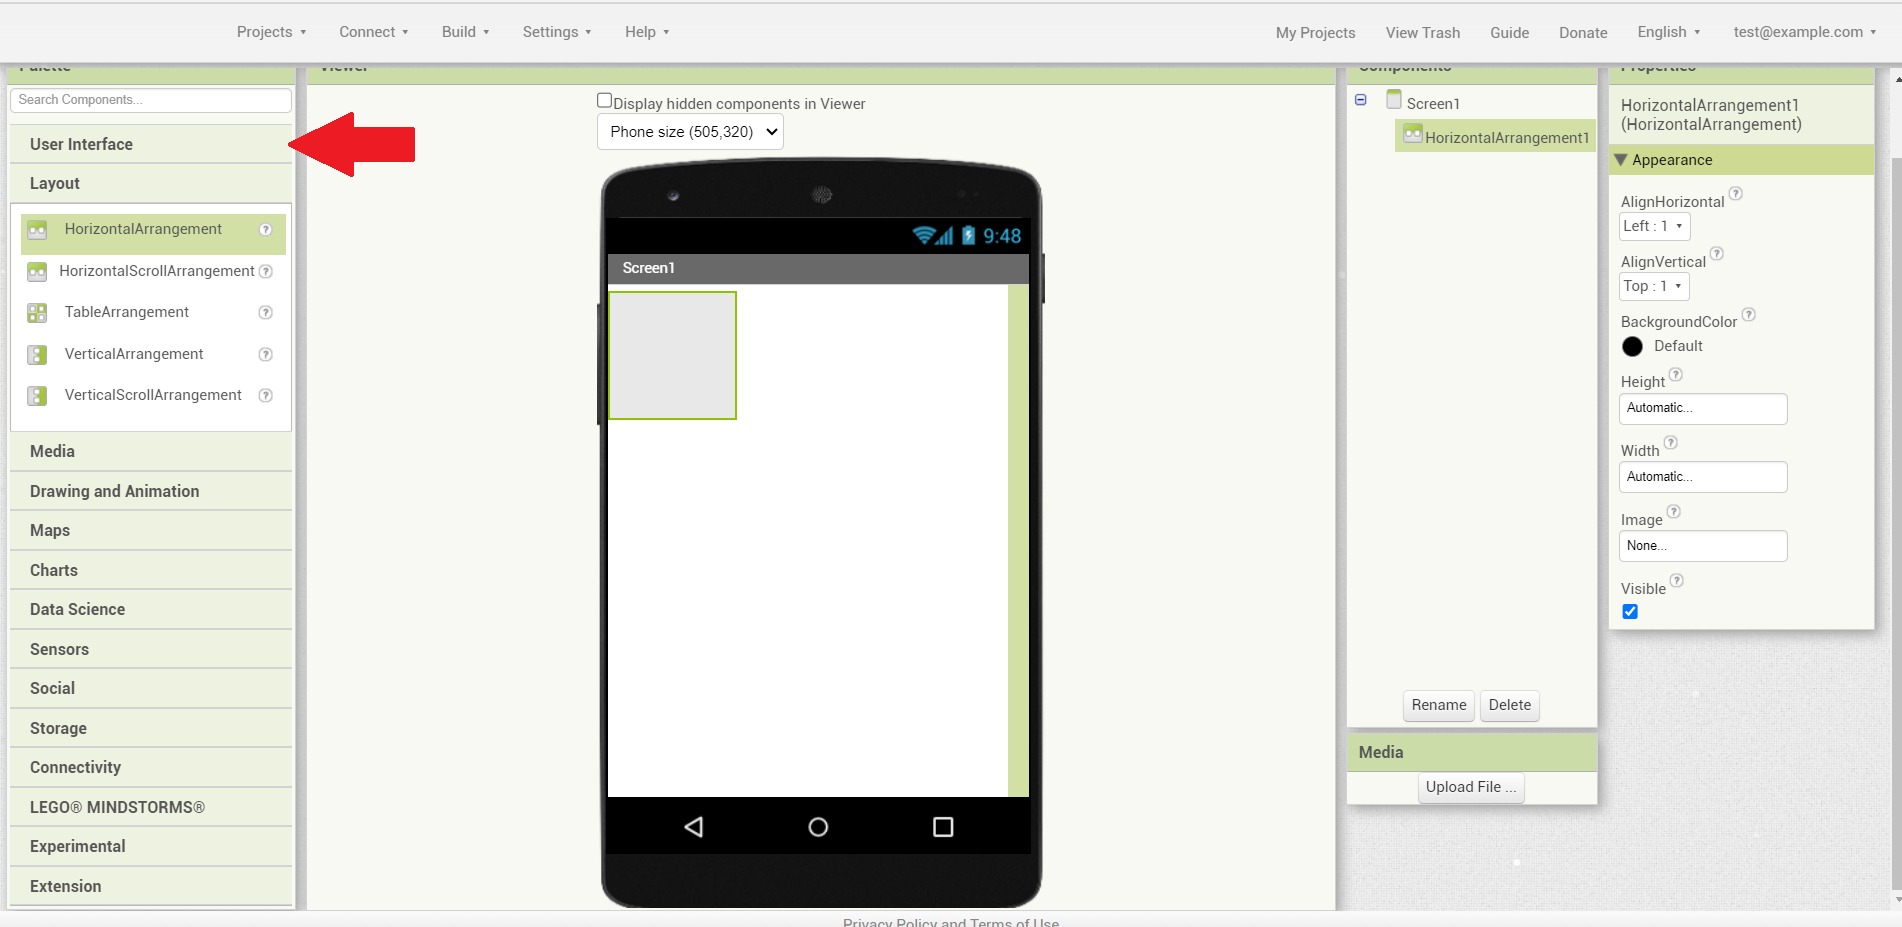 Projects Connect Build Settings Help My Projects View Trash Guide Donate English test@example.com
Palette Viewer Components Properties
Search Components...
User Interface
Layout
HorizontalArrangement ?
HorizontalScrollArrangement ?
TableArrangement ?
VerticalArrangement ?
VerticalScrollArrangement ?
Media
Drawing and Animation
Maps
Charts
Data Science
Sensors
Social
Storage
Connectivity
LEGO® MINDSTORMS®
Experimental
Extension
Display hidden components in Viewer
Phone size (505,320)
9:48
Screen1
Screen1
HorizontalArrangement1
Rename Delete
Media
Upload File ...
HorizontalArrangement1
(HorizontalArrangement)
Appearance
AlignHorizontal ?
Left : 1
AlignVertical ?
Top : 1
BackgroundColor ?
Default
Height ?
Automatic...
Width ?
Automatic...
Image ?
None...
Visible ?
Privacy Policy and Terms of Use